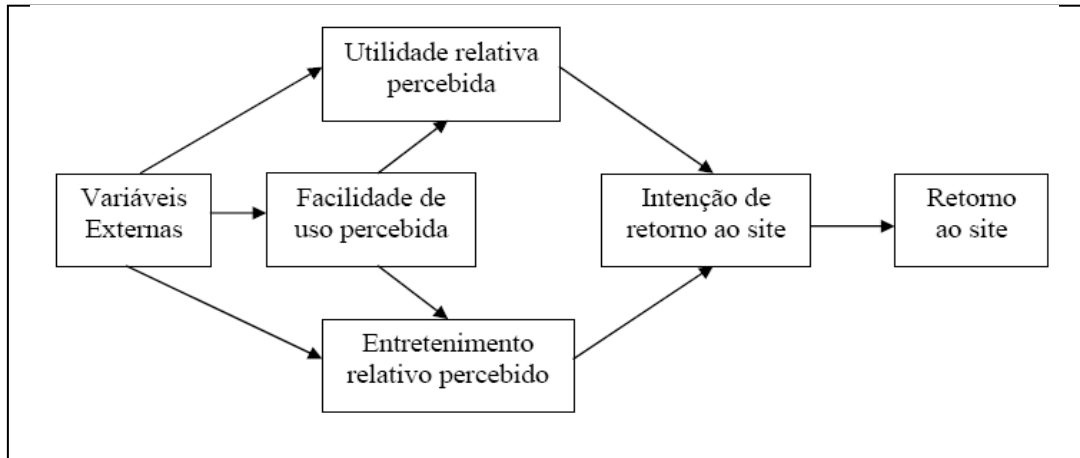 Utilidade relativa
percebida
Variáveis
Externas
Facilidade de
uso percebida
Intenção de
retorno ao site
Retorno
ao site
Entretenimento
relativo percebido